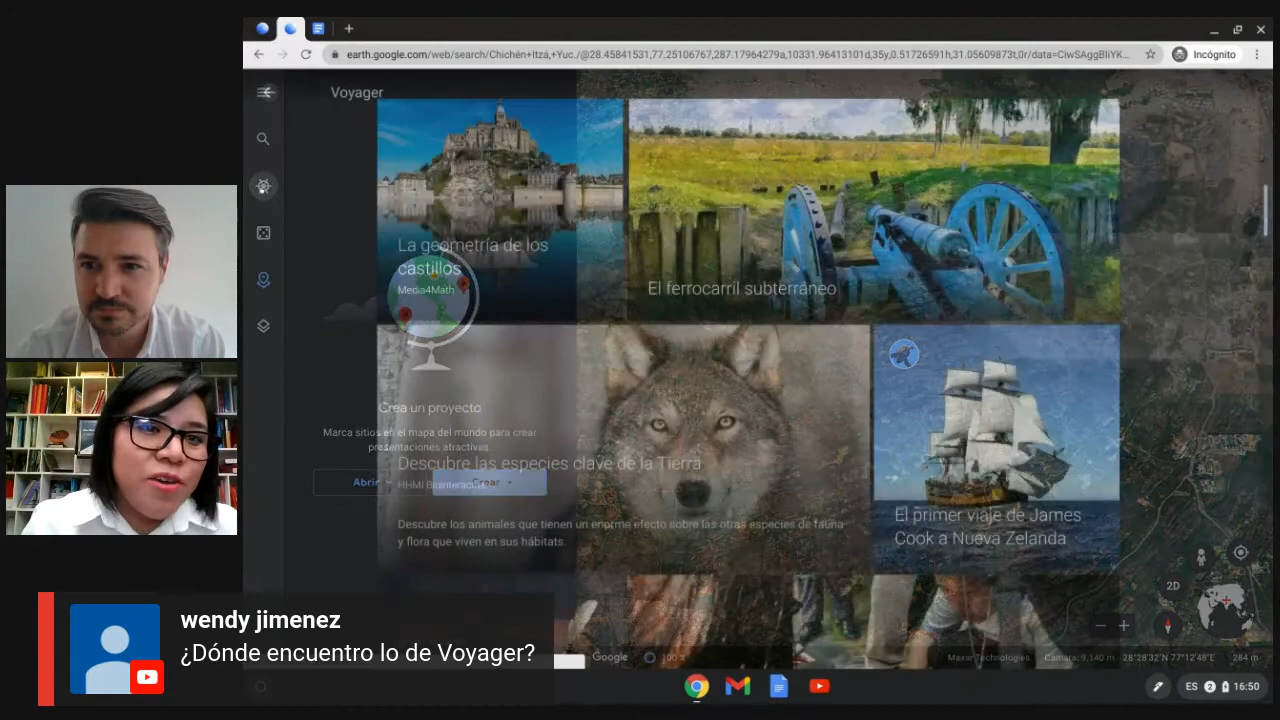 earth.google.com/web/search/Chichén+Itzá,+Yuc./@28.45841531,77.25106767,287.17964279a,10331.96413101d,35y,0.51726591h,31.05609873t,0r/data=CiwSAggBIiYK...
Incógnito
Voyager
La geometría de los
castillos
Media4Math
El ferrocarril subterráneo
Crea un proyecto
Marca sitios en el mapa del mundo para crear
presentaciones atractivas.
Abrir
Crear
Descubre las especies clave de la Tierra
HHMI Biointeractive
Descubre los animales que tienen un enorme efecto sobre las otras especies de fauna
y flora que viven en sus hábitats.
El primer viaje de James
Cook a Nueva Zelanda
2D
wendy jimenez
¿Dónde encuentro lo de Voyager?
Google
100 %
Maxar Technologies
Cámara: 9,140 m
28°28'32"N 77°12'48"E
284 m
ES
2
16:50